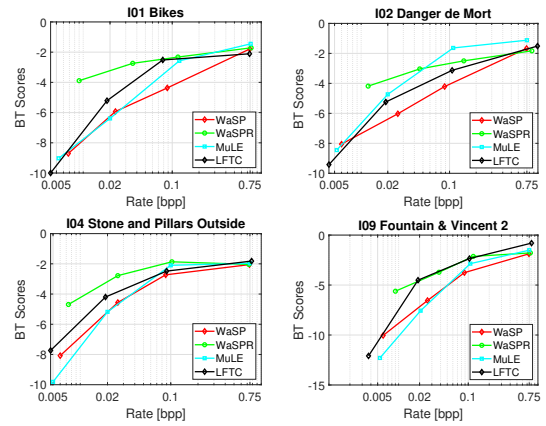 I01 Bikes
BT Scores
0
-2
-4
-6
-8
-10
WaSP
WaSPR
MuLE
LFTC
0.005 0.02 0.1 0.75
Rate [bpp]
I02 Danger de Mort
BT Scores
0
-2
-4
-6
-8
-10
WaSP
WaSPR
MuLE
LFTC
0.005 0.02 0.1 0.75
Rate [bpp]
I04 Stone and Pillars Outside
BT Scores
0
-2
-4
-6
-8
-10
WaSP
WaSPR
MuLE
LFTC
0.005 0.02 0.1 0.75
Rate [bpp]
I09 Fountain & Vincent 2
BT Scores
0
-5
-10
-15
WaSP
WaSPR
MuLE
LFTC
0.005 0.02 0.1 0.75
Rate [bpp]